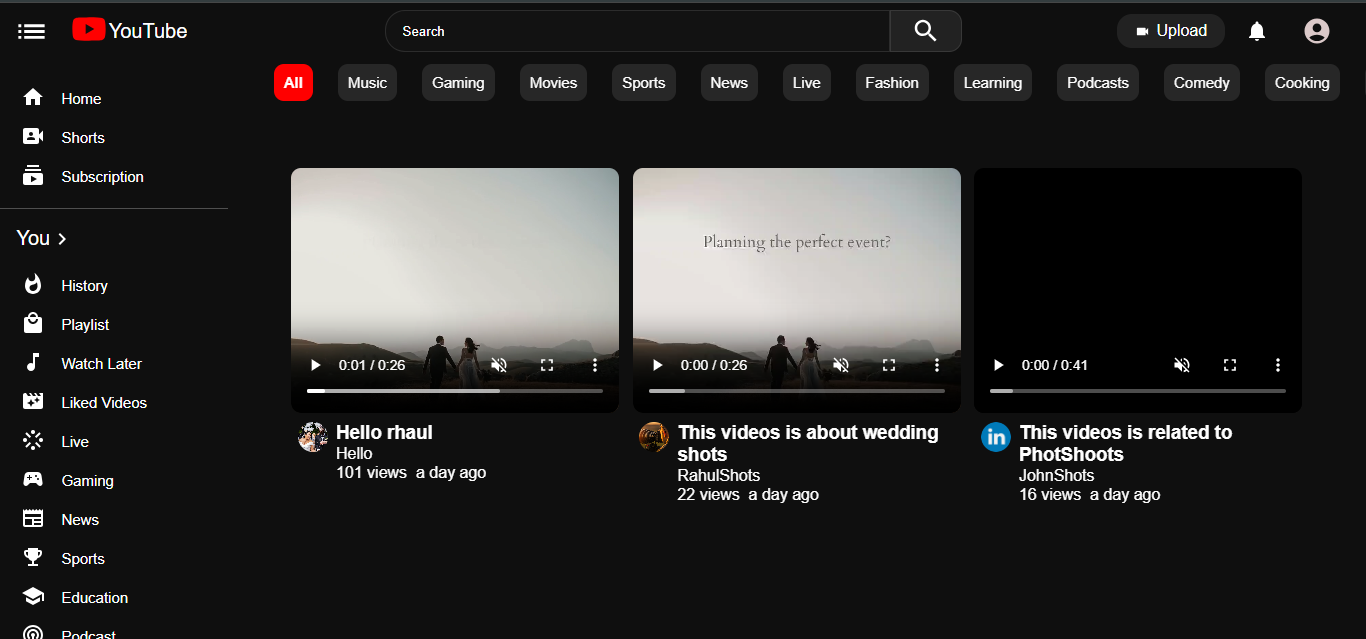 YouTube
Search
Upload
All Music Gaming Movies Sports News Live Fashion Learning Podcasts Comedy Cooking
Home
Shorts
Subscription
You
History
Playlist
Watch Later
Liked Videos
Live
Gaming
News
Sports
Education
Podcast
0:01 / 0:26
Hello rhaul
Hello
101 views a day ago
Planning the perfect event?
0:00 / 0:26
This videos is about wedding
shots
RahulShots
22 views a day ago
0:00 / 0:41
in
This videos is related to
PhotShoots
JohnShots
16 views a day ago